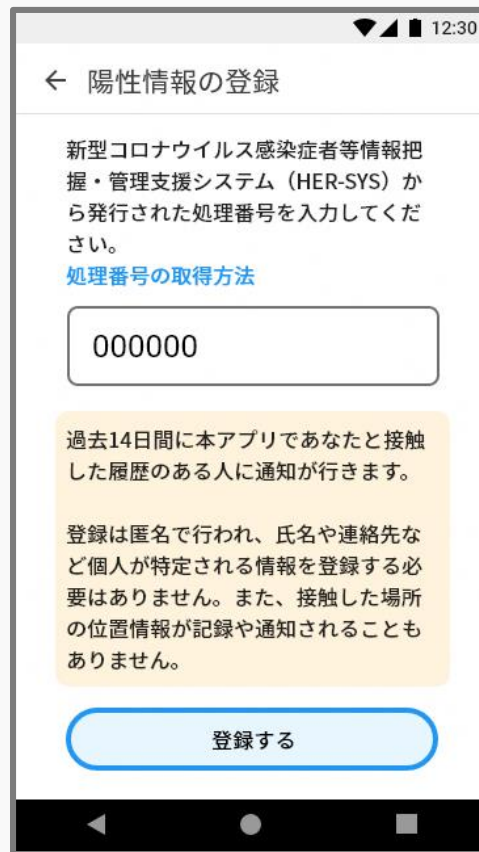 12:30
陽性情報の登録
新型コロナウイルス感染症者等情報把
握・管理支援システム（HER-SYS）か
ら発行された処理番号を入力してくだ
さい。
処理番号の取得方法
000000
過去14日間に本アプリであなたと接触
した履歴のある人に通知が行きます。
登録は匿名で行われ、氏名や連絡先な
ど個人が特定される情報を登録する必
要はありません。また、接触した場所
の位置情報が記録や通知されることも
ありません。
登録する